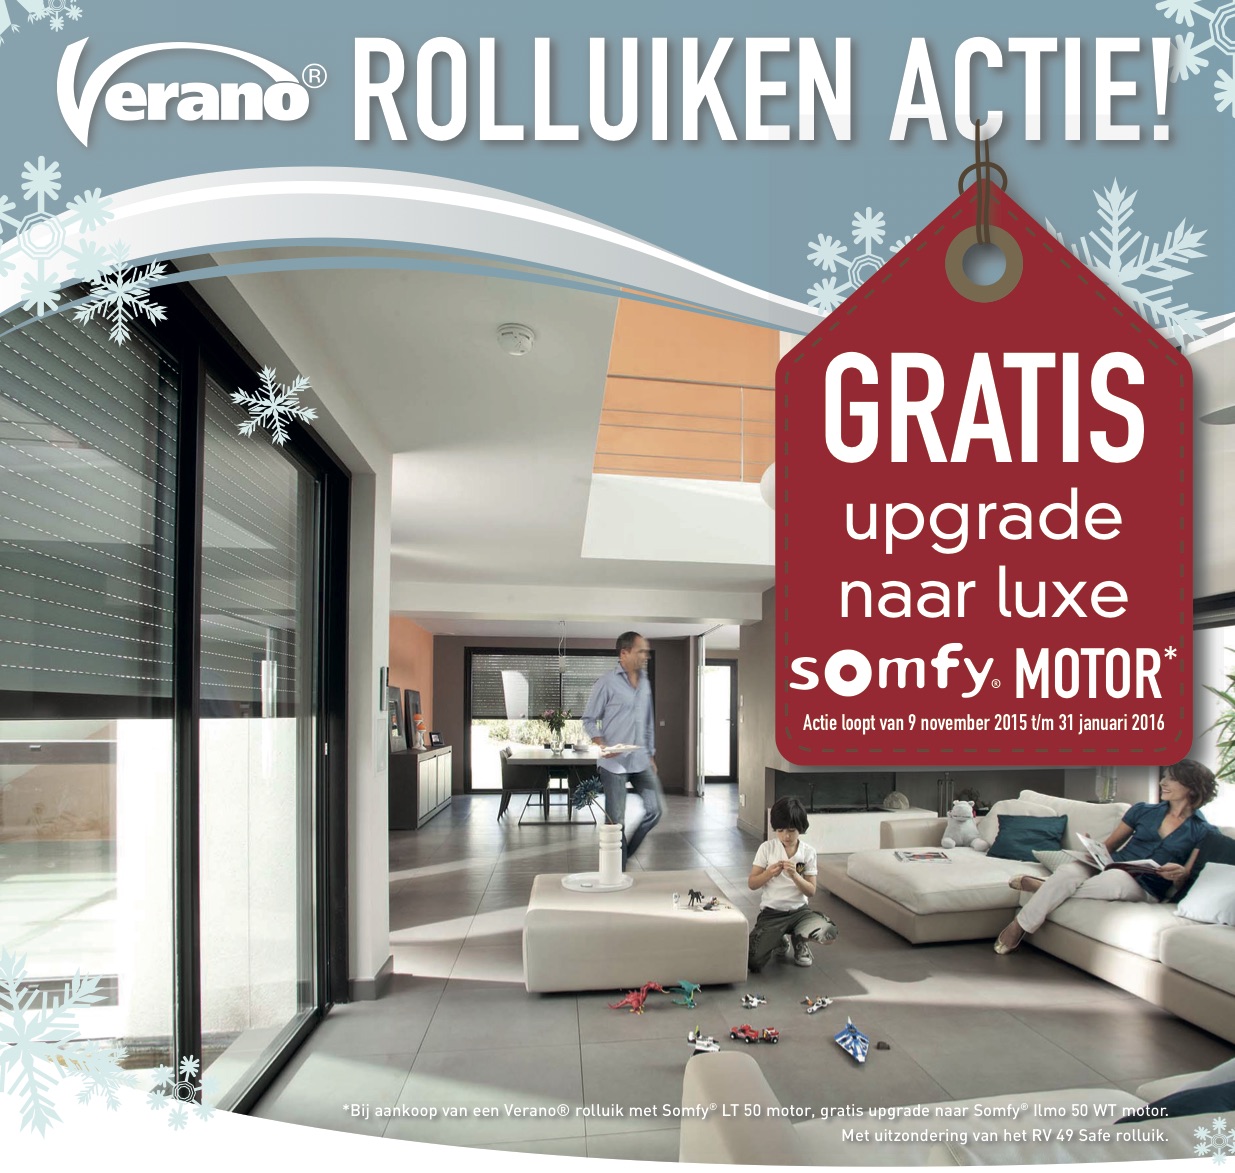 Verano® ROLLUIKEN ACTIE!
GRATIS
upgrade
naar luxe
somfy® MOTOR*
Actie loopt van 9 november 2015 t/m 31 januari 2016
*Bij aankoop van een Verano® rolluik met Somfy® LT 50 motor, gratis upgrade naar Somfy® Ilmo 50 WT motor.
Met uitzondering van het RV 49 Safe rolluik.